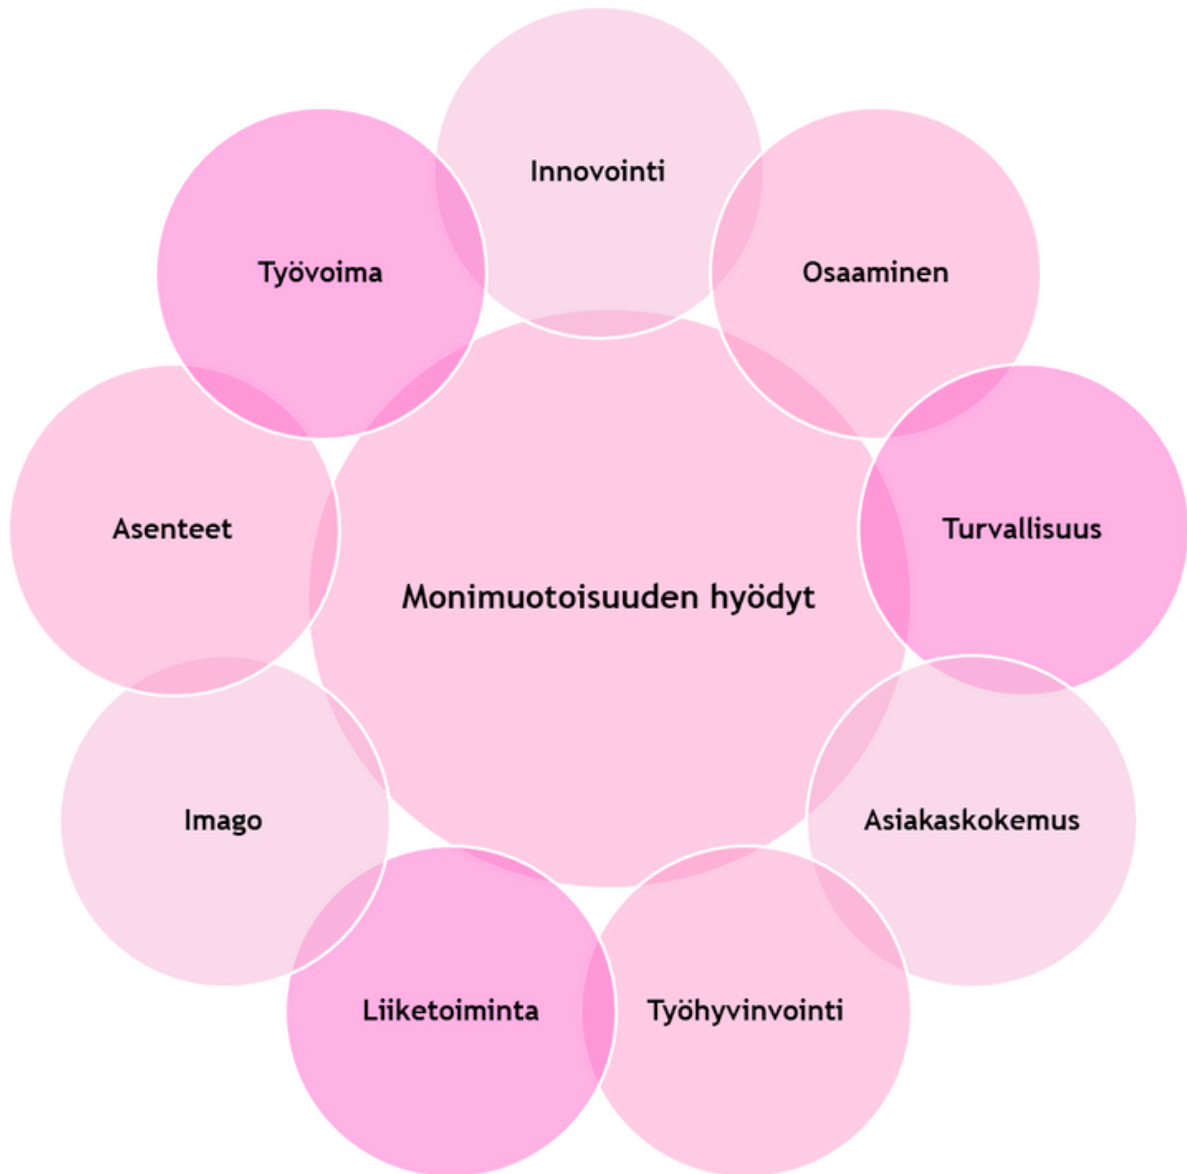 Innovointi
Osaaminen
Turvallisuus
Asiakaskokemus
Työhyvinvointi
Liiketoiminta
Imago
Asenteet
Työvoima
Monimuotoisuuden hyödyt